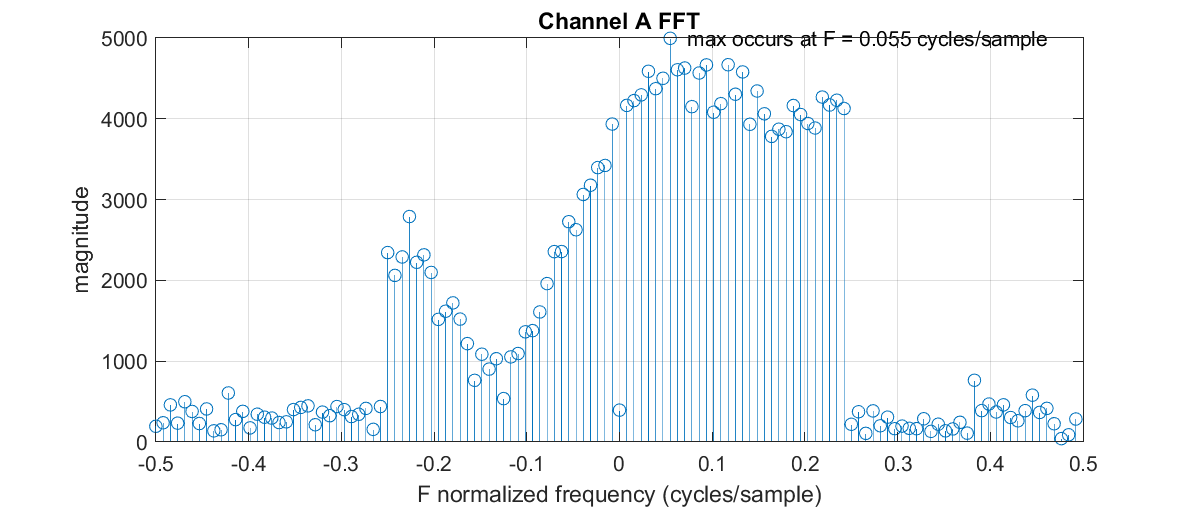 Channel A FFT
max occurs at F = 0.055 cycles/sample
magnitude
5000
4000
3000
2000
1000
0
-0.5 -0.4 -0.3 -0.2 -0.1 0 0.1 0.2 0.3 0.4 0.5
F normalized frequency (cycles/sample)